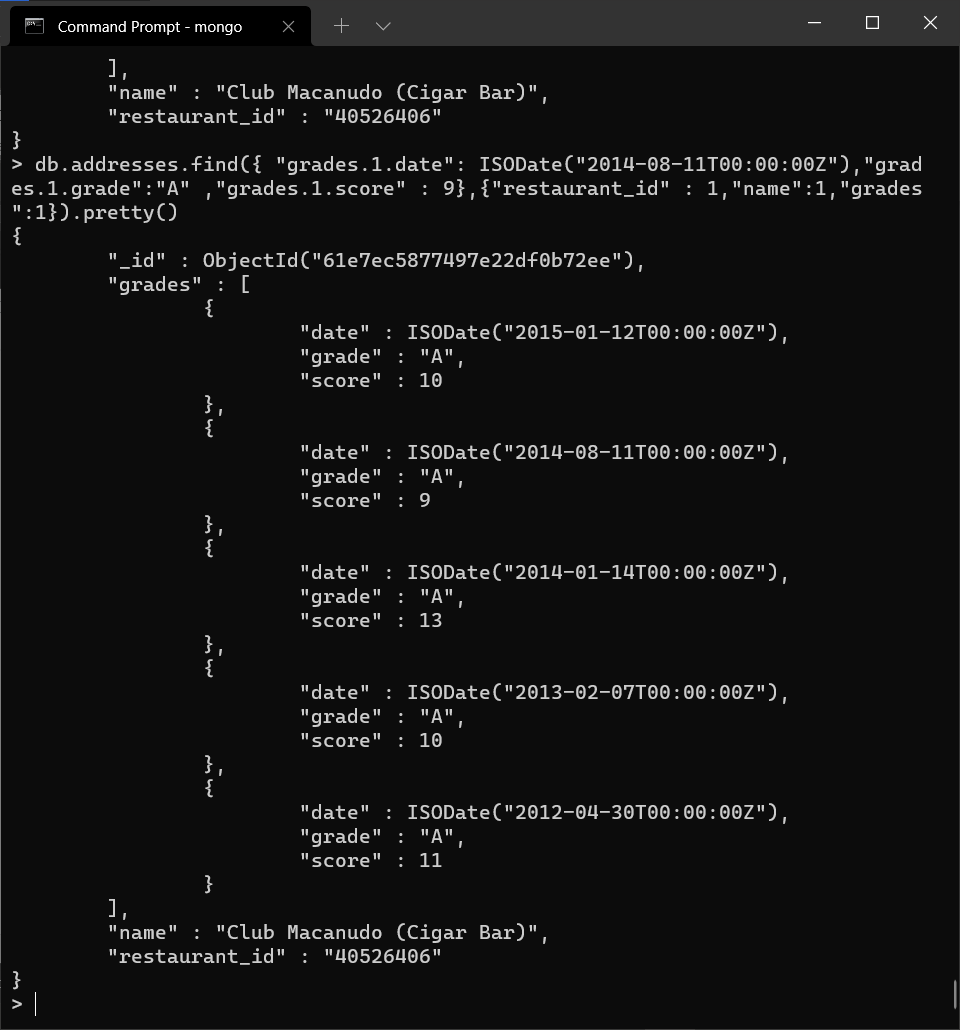 Command Prompt - mongo
],
"name" : "Club Macanudo (Cigar Bar)",
"restaurant_id" : "40526406"
}
> db.addresses.find({ "grades.1.date": ISODate("2014-08-11T00:00:00Z"),"grad
es.1.grade":"A" ,"grades.1.score" : 9},{"restaurant_id" : 1,"name":1,"grades
":1}).pretty()
{
"_id" : ObjectId("61e7ec5877497e22df0b72ee"),
"grades" : [
{
"date" : ISODate("2015-01-12T00:00:00Z"),
"grade" : "A",
"score" : 10
},
{
"date" : ISODate("2014-08-11T00:00:00Z"),
"grade" : "A",
"score" : 9
},
{
"date" : ISODate("2014-01-14T00:00:00Z"),
"grade" : "A",
"score" : 13
},
{
"date" : ISODate("2013-02-07T00:00:00Z"),
"grade" : "A",
"score" : 10
},
{
"date" : ISODate("2012-04-30T00:00:00Z"),
"grade" : "A",
"score" : 11
}
],
"name" : "Club Macanudo (Cigar Bar)",
"restaurant_id" : "40526406"
}
>